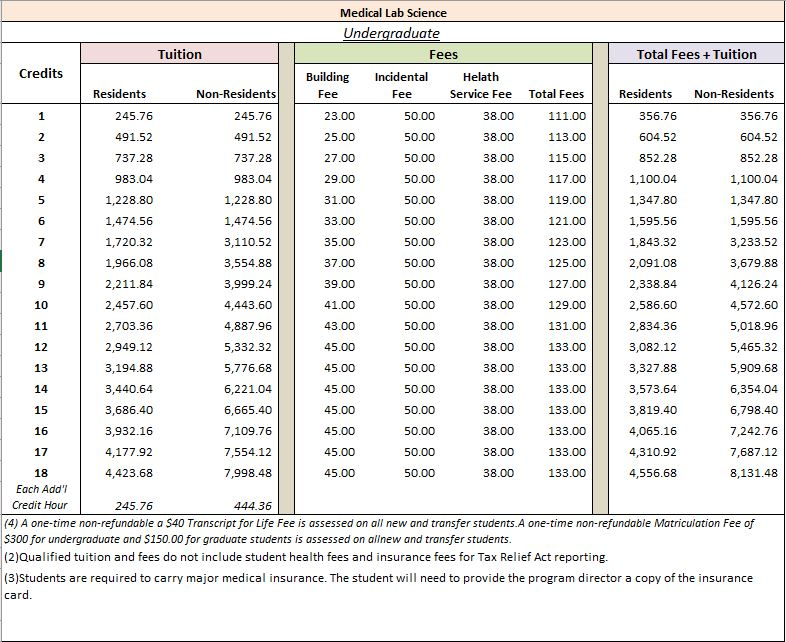 Medical Lab Science
Undergraduate
Tuition Fees Total Fees + Tuition
Credits Residents Non-Residents Building Fee Incidental Fee Helath Service Fee Total Fees Residents Non-Residents
1 245.76 245.76 23.00 50.00 38.00 111.00 356.76 356.76
2 491.52 491.52 25.00 50.00 38.00 113.00 604.52 604.52
3 737.28 737.28 27.00 50.00 38.00 115.00 852.28 852.28
4 983.04 983.04 29.00 50.00 38.00 117.00 1,100.04 1,100.04
5 1,228.80 1,228.80 31.00 50.00 38.00 119.00 1,347.80 1,347.80
6 1,474.56 1,474.56 33.00 50.00 38.00 121.00 1,595.56 1,595.56
7 1,720.32 3,110.52 35.00 50.00 38.00 123.00 1,843.32 3,233.52
8 1,966.08 3,554.88 37.00 50.00 38.00 125.00 2,091.08 3,679.88
9 2,211.84 3,999.24 39.00 50.00 38.00 127.00 2,338.84 4,126.24
10 2,457.60 4,443.60 41.00 50.00 38.00 129.00 2,586.60 4,572.60
11 2,703.36 4,887.96 43.00 50.00 38.00 131.00 2,834.36 5,018.96
12 2,949.12 5,332.32 45.00 50.00 38.00 133.00 3,082.12 5,465.32
13 3,194.88 5,776.68 45.00 50.00 38.00 133.00 3,327.88 5,909.68
14 3,440.64 6,221.04 45.00 50.00 38.00 133.00 3,573.64 6,354.04
15 3,686.40 6,665.40 45.00 50.00 38.00 133.00 3,819.40 6,798.40
16 3,932.16 7,109.76 45.00 50.00 38.00 133.00 4,065.16 7,242.76
17 4,177.92 7,554.12 45.00 50.00 38.00 133.00 4,310.92 7,687.12
18 4,423.68 7,998.48 45.00 50.00 38.00 133.00 4,556.68 8,131.48
Each Add'l
Credit Hour 245.76 444.36
(4) A one-time non-refundable a $40 Transcript for Life Fee is assessed on all new and transfer students.A one-time non-refundable Matriculation Fee of
$300 for undergraduate and $150.00 for graduate students is assessed on allnew and transfer students.
(2)Qualified tuition and fees do not include student health fees and insurance fees for Tax Relief Act reporting.
(3)Students are required to carry major medical insurance. The student will need to provide the program director a copy of the insurance
card.